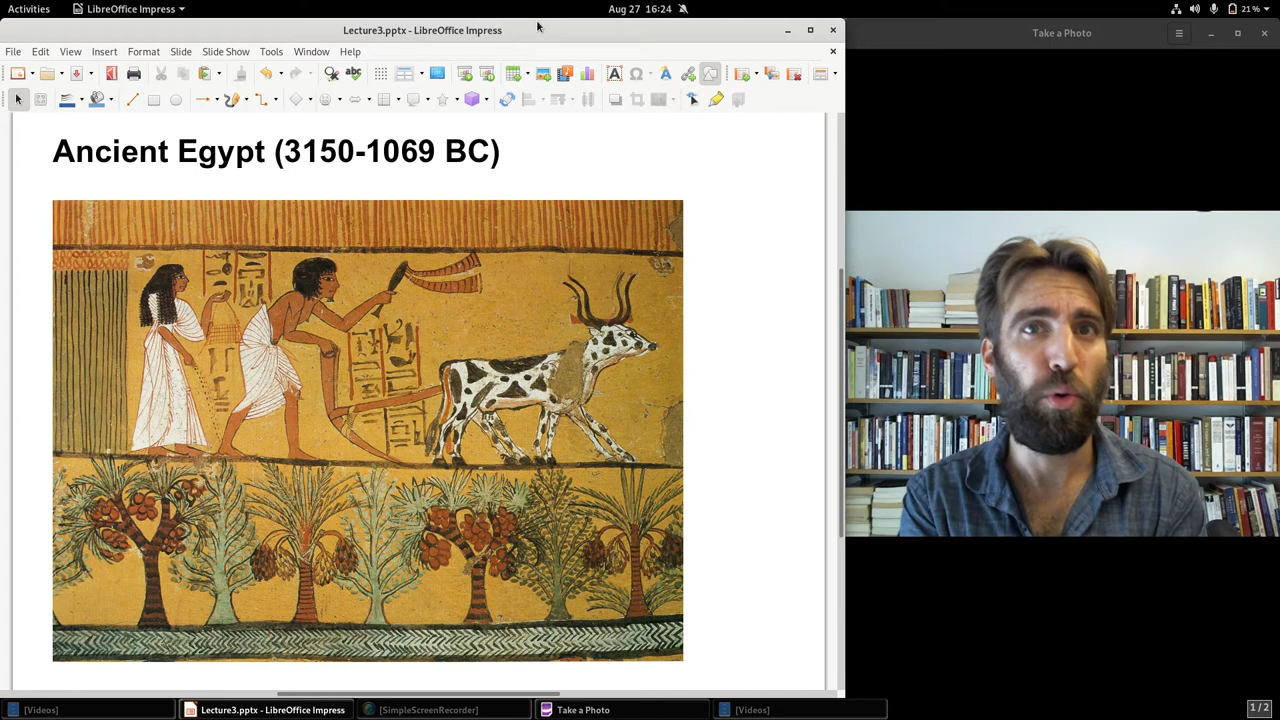 Activities LibreOffice Impress Aug 27 16:24 21 %
Lecture3.pptx - LibreOffice Impress
Take a Photo
File Edit View Insert Format Slide Slide Show Tools Window Help
Ancient Egypt (3150-1069 BC)
[Videos] Lecture3.pptx - LibreOffice Impress [SimpleScreenRecorder] Take a Photo [Videos] 1/2